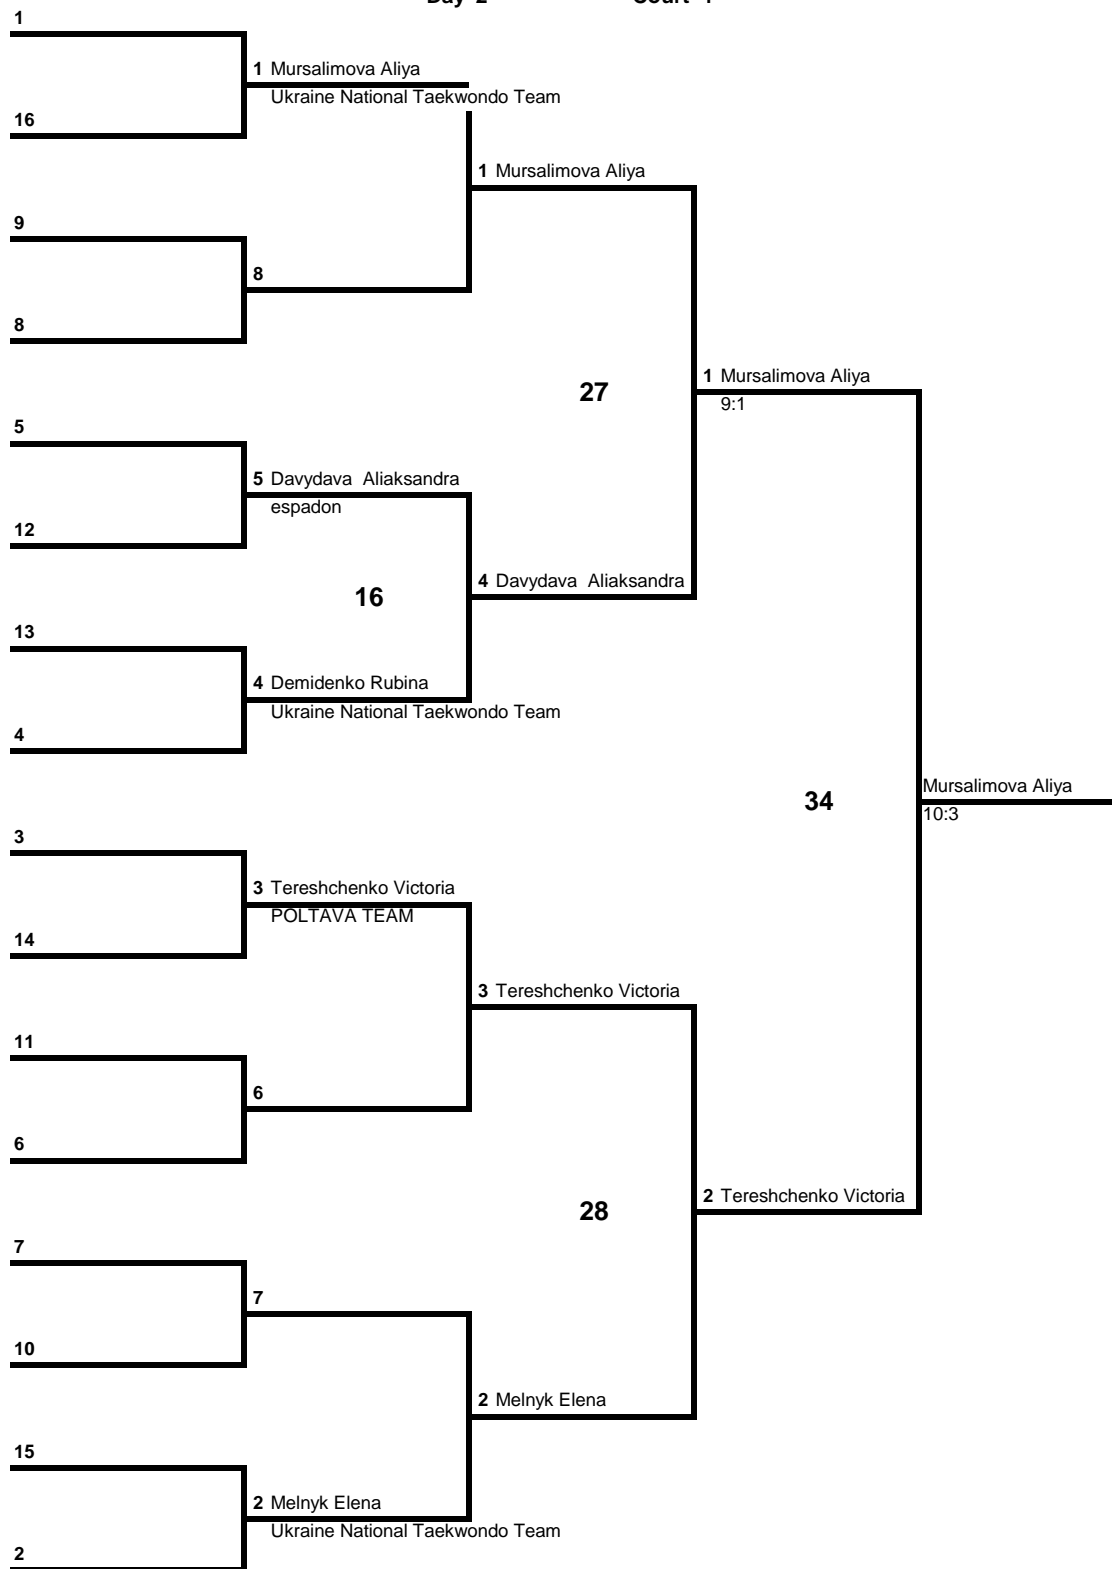 Day 2 Court
1
1 Mursalimova Aliya
Ukraine National Taekwondo Team
16
1 Mursalimova Aliya
9
8
8
1 Mursalimova Aliya
9:1
27
5
5 Davydava Aliaksandra
espadon
12
4 Davydava Aliaksandra
16
13
4 Demidenko Rubina
Ukraine National Taekwondo Team
4
Mursalimova Aliya
10:3
34
3
3 Tereshchenko Victoria
POLTAVA TEAM
14
3 Tereshchenko Victoria
11
6
6
2 Tereshchenko Victoria
28
7
7
10
2 Melnyk Elena
15
2 Melnyk Elena
Ukraine National Taekwondo Team
2